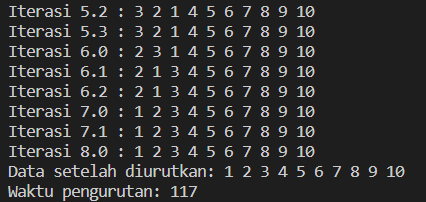 Iterasi 5.2 : 3 2 1 4 5 6 7 8 9 10
Iterasi 5.3 : 3 2 1 4 5 6 7 8 9 10
Iterasi 6.0 : 2 3 1 4 5 6 7 8 9 10
Iterasi 6.1 : 2 1 3 4 5 6 7 8 9 10
Iterasi 6.2 : 2 1 3 4 5 6 7 8 9 10
Iterasi 7.0 : 1 2 3 4 5 6 7 8 9 10
Iterasi 7.1 : 1 2 3 4 5 6 7 8 9 10
Iterasi 8.0 : 1 2 3 4 5 6 7 8 9 10
Data setelah diurutkan: 1 2 3 4 5 6 7 8 9 10
Waktu pengurutan: 117